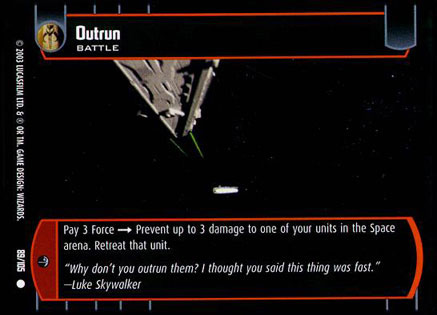 Outrun
BATTLE
© 2003 LUCASFILM LTD. & ® OR TM. GAME DESIGN: WIZARDS.
Pay 3 Force → Prevent up to 3 damage to one of your units in the Space
arena. Retreat that unit.
"Why don't you outrun them? I thought you said this thing was fast."
—Luke Skywalker